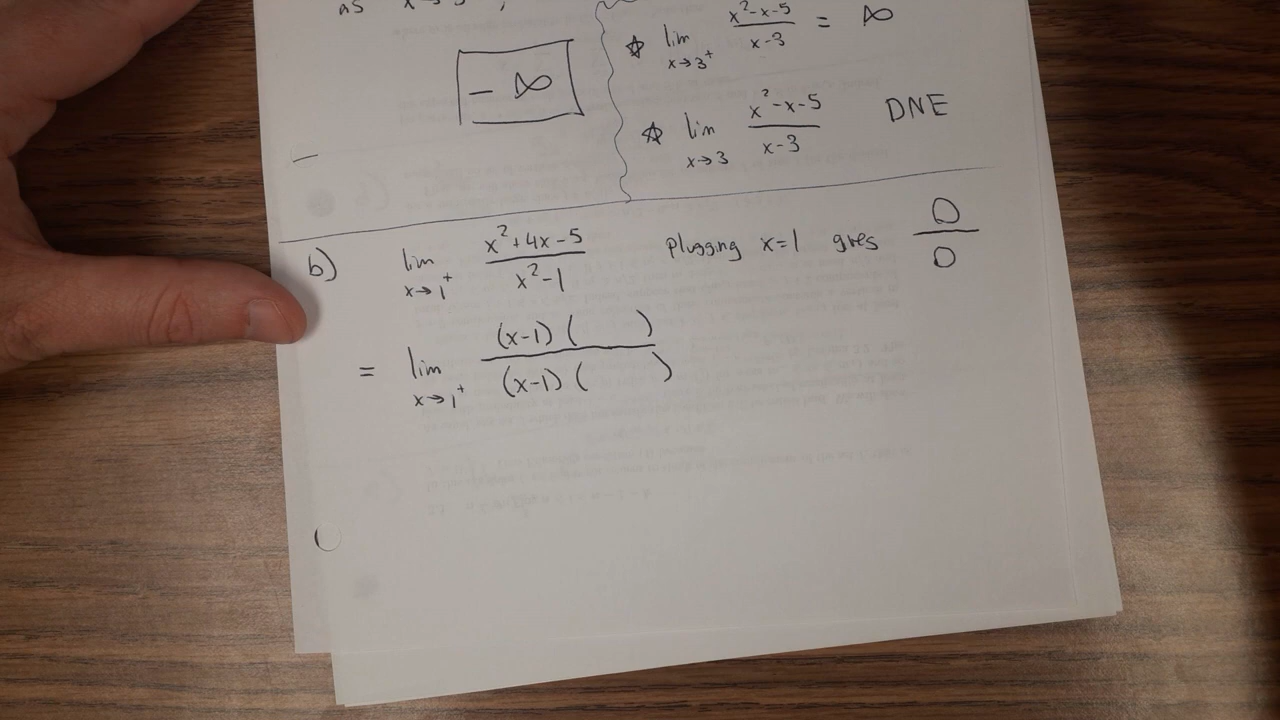 as x→3⁻,
- ∞
☆ lim x→3⁺ (x²-x-5)/(x-3) = ∞
☆ lim x→3 (x²-x-5)/(x-3) DNE
b) lim x→1⁺ (x²+4x-5)/(x²-1) plugging x=1 gives 0/0
= lim x→1⁺ ((x-1)( ))/((x-1)( ))